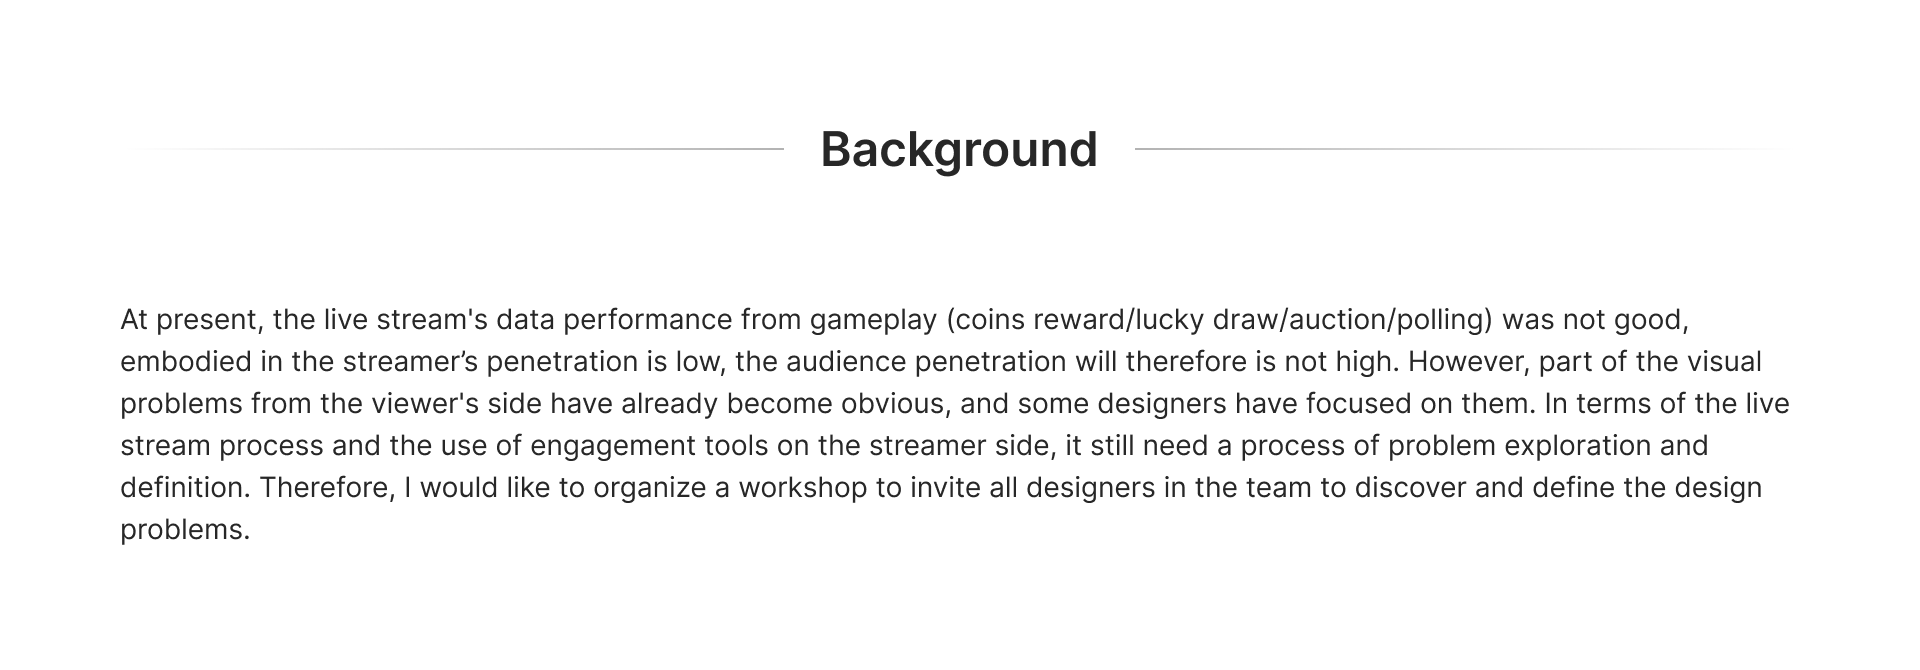 Background
At present, the live stream's data performance from gameplay (coins reward/lucky draw/auction/polling) was not good,
embodied in the streamer’s penetration is low, the audience penetration will therefore is not high. However, part of the visual
problems from the viewer's side have already become obvious, and some designers have focused on them. In terms of the live
stream process and the use of engagement tools on the streamer side, it still need a process of problem exploration and
definition. Therefore, I would like to organize a workshop to invite all designers in the team to discover and define the design
problems.